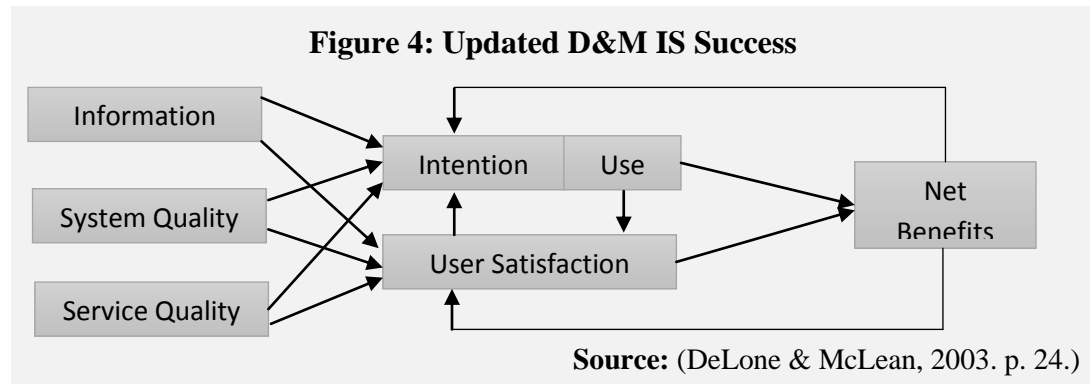 Figure 4: Updated D&M IS Success
Information
Intention
Use
Net
Benefits
System Quality
User Satisfaction
Service Quality
Source: (DeLone & McLean, 2003. p. 24.)